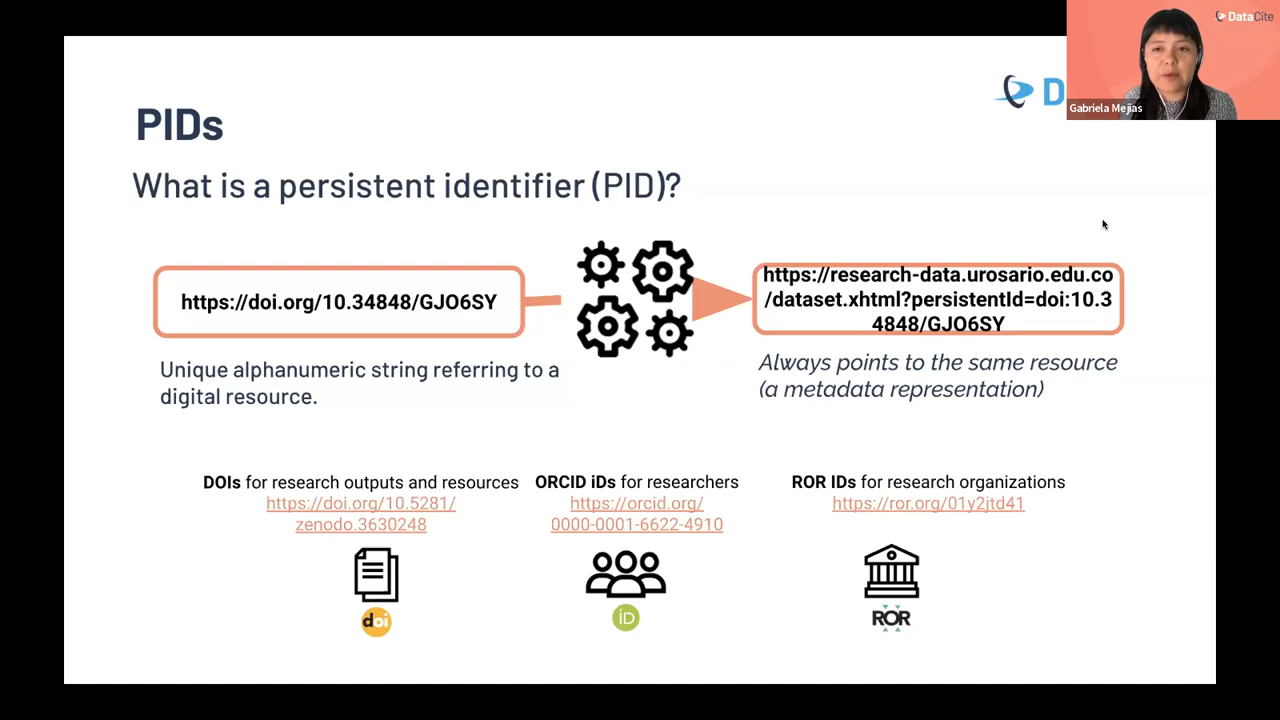 DataCite
Gabriela Mejias
D
PIDs
What is a persistent identifier (PID)?
https://doi.org/10.34848/GJO6SY
https://research-data.urosario.edu.co
/dataset.xhtml?persistentId=doi:10.3
4848/GJO6SY
Unique alphanumeric string referring to a
digital resource.
Always points to the same resource
(a metadata representation)
DOIs for research outputs and resources
https://doi.org/10.5281/
zenodo.3630248
doi
ORCID iDs for researchers
https://orcid.org/
0000-0001-6622-4910
iD
ROR IDs for research organizations
https://ror.org/01y2jtd41
ROR